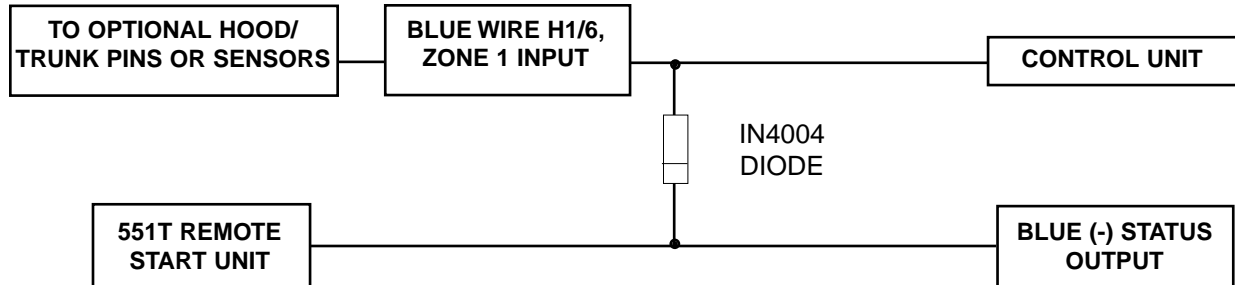 TO OPTIONAL HOOD/
TRUNK PINS OR SENSORS
BLUE WIRE H1/6,
ZONE 1 INPUT
CONTROL UNIT
IN4004
DIODE
551T REMOTE
START UNIT
BLUE (-) STATUS
OUTPUT